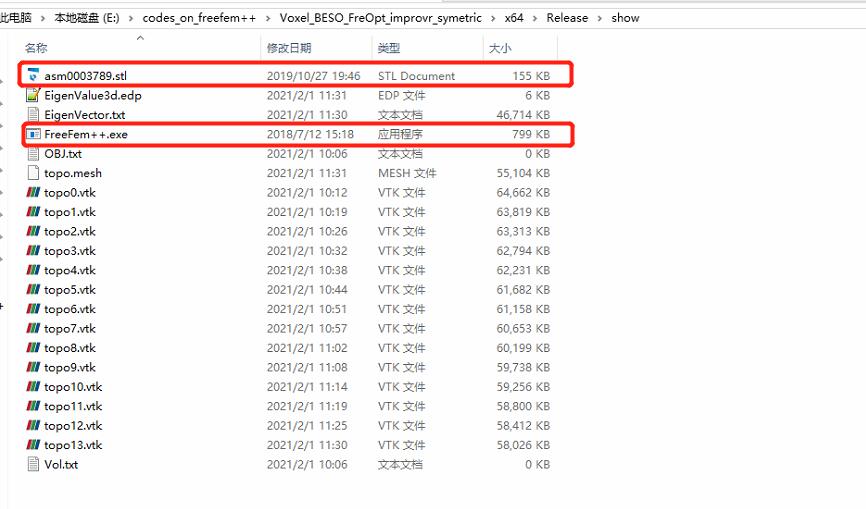 此电脑 > 本地磁盘 (E:) > codes_on_freefem++ > Voxel_BESO_FreOpt_improvr_symetric > x64 > Release > show
名称 修改日期 类型 大小
asm0003789.stl 2019/10/27 19:46 STL Document 155 KB
EigenValue3d.edp 2021/2/1 11:31 EDP 文件 6 KB
EigenVector.txt 2021/2/1 11:30 文本文档 46,714 KB
FreeFem++.exe 2018/7/12 15:18 应用程序 799 KB
OBJ.txt 2021/2/1 10:06 文本文档 0 KB
topo.mesh 2021/2/1 11:31 MESH 文件 55,104 KB
topo0.vtk 2021/2/1 10:12 VTK 文件 64,662 KB
topo1.vtk 2021/2/1 10:19 VTK 文件 63,819 KB
topo2.vtk 2021/2/1 10:26 VTK 文件 63,313 KB
topo3.vtk 2021/2/1 10:32 VTK 文件 62,794 KB
topo4.vtk 2021/2/1 10:38 VTK 文件 62,231 KB
topo5.vtk 2021/2/1 10:44 VTK 文件 61,682 KB
topo6.vtk 2021/2/1 10:51 VTK 文件 61,158 KB
topo7.vtk 2021/2/1 10:57 VTK 文件 60,653 KB
topo8.vtk 2021/2/1 11:02 VTK 文件 60,199 KB
topo9.vtk 2021/2/1 11:08 VTK 文件 59,738 KB
topo10.vtk 2021/2/1 11:14 VTK 文件 59,256 KB
topo11.vtk 2021/2/1 11:19 VTK 文件 58,800 KB
topo12.vtk 2021/2/1 11:25 VTK 文件 58,412 KB
topo13.vtk 2021/2/1 11:30 VTK 文件 58,026 KB
Vol.txt 2021/2/1 10:06 文本文档 0 KB